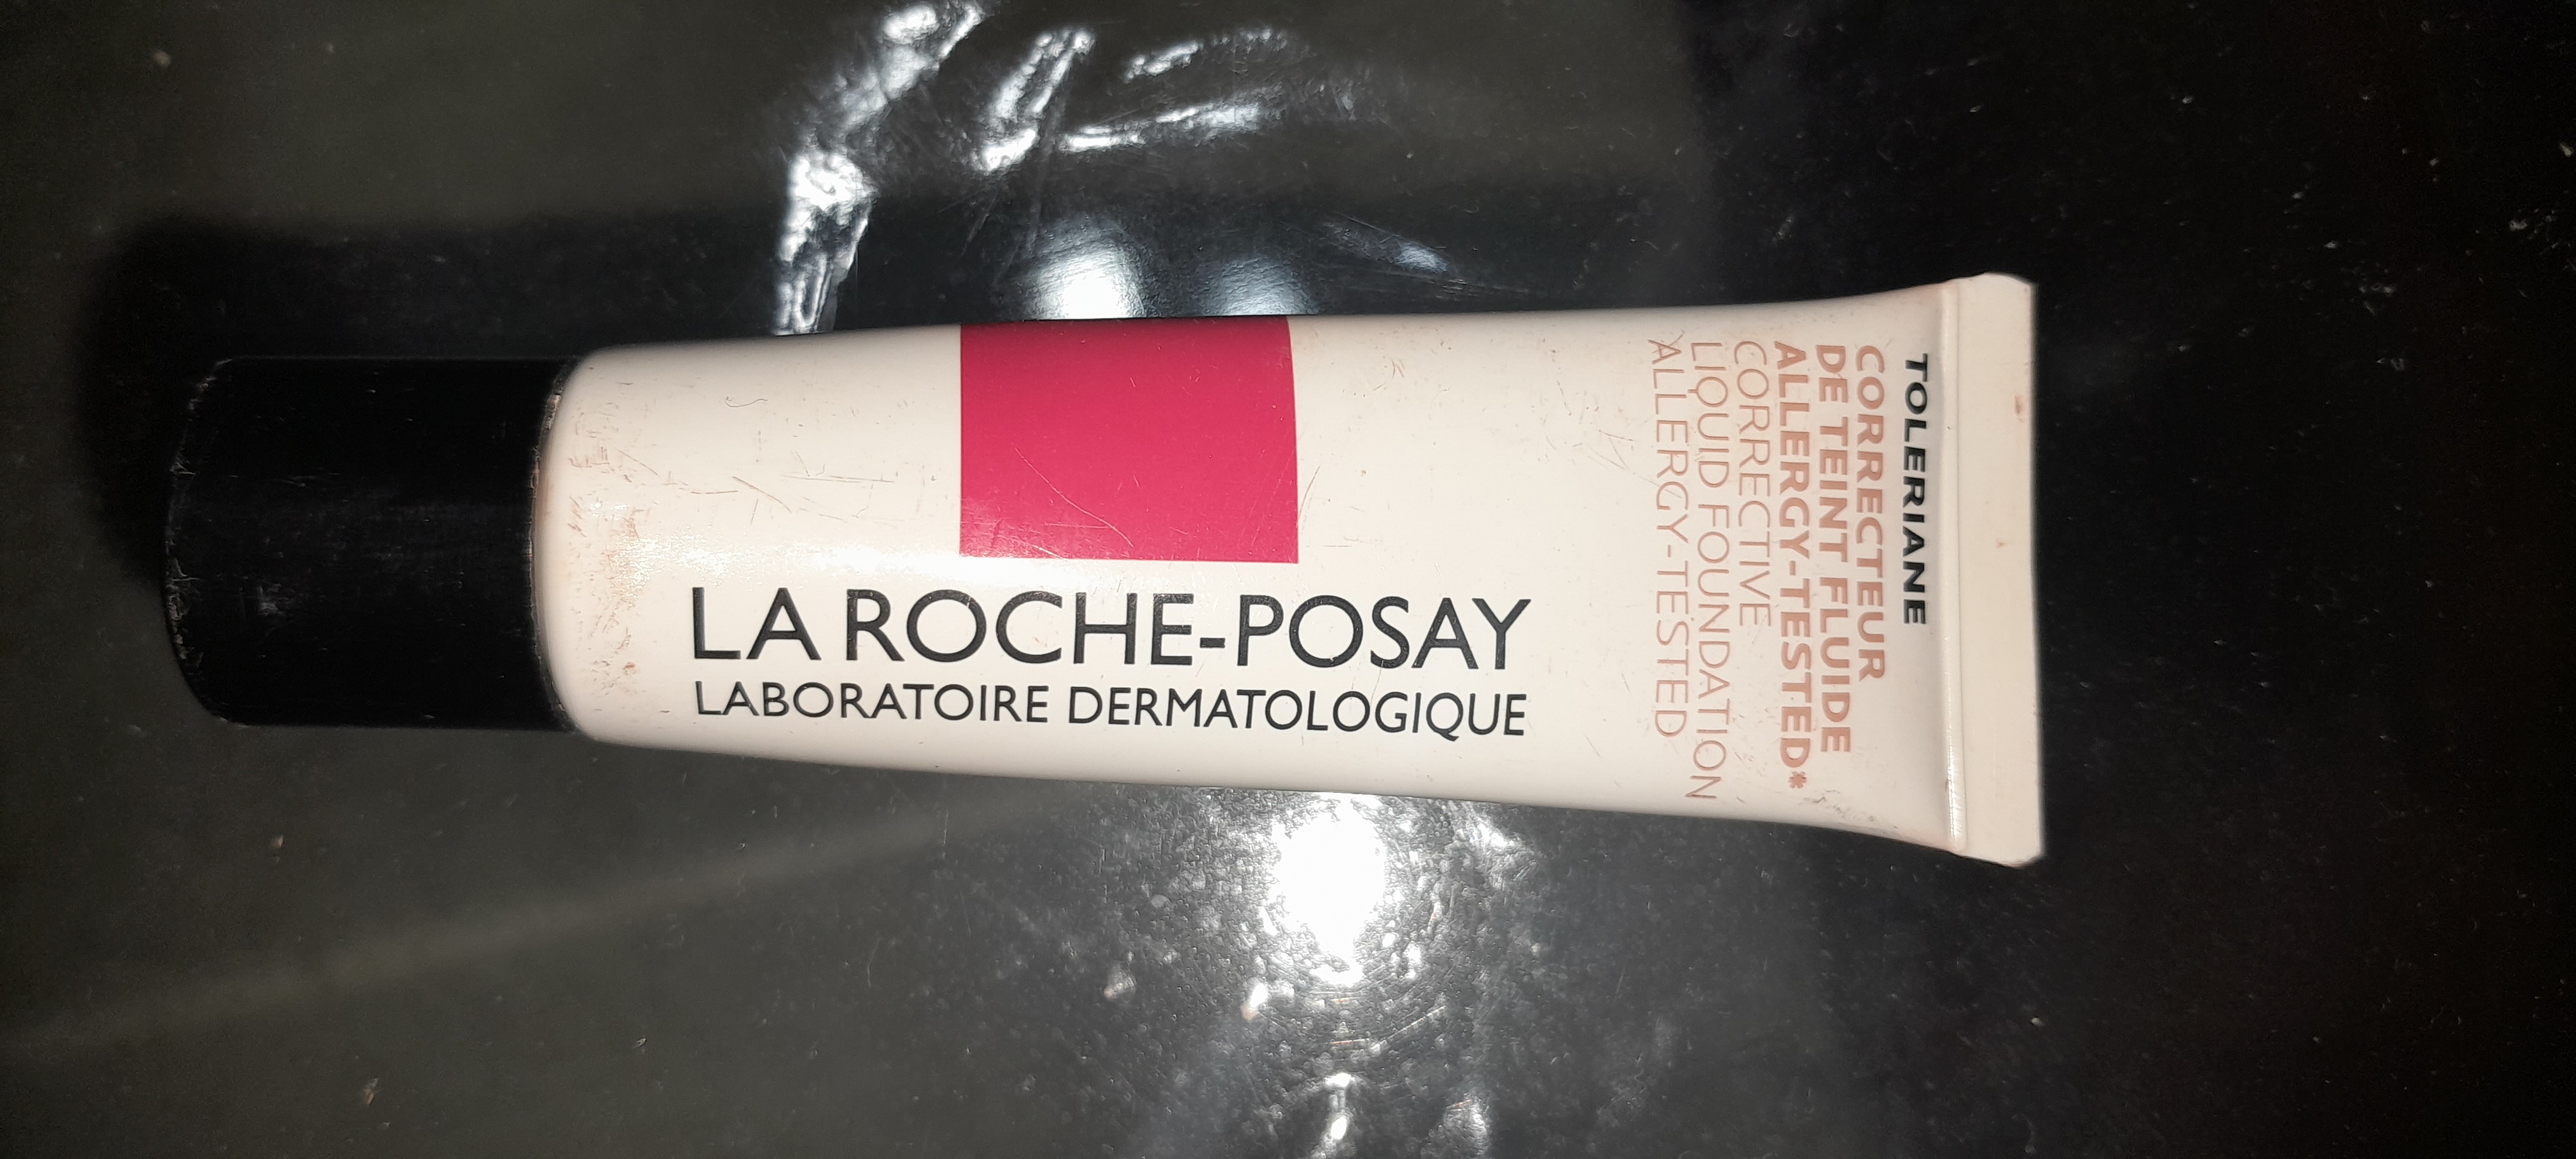 TOLERIANE
CORRECTEUR
DE TEINT FLUIDE
ALLERGY-TESTED*
CORRECTIVE
LIQUID FOUNDATION
ALLERGY-TESTED
LA ROCHE-POSAY
LABORATOIRE DERMATOLOGIQUE